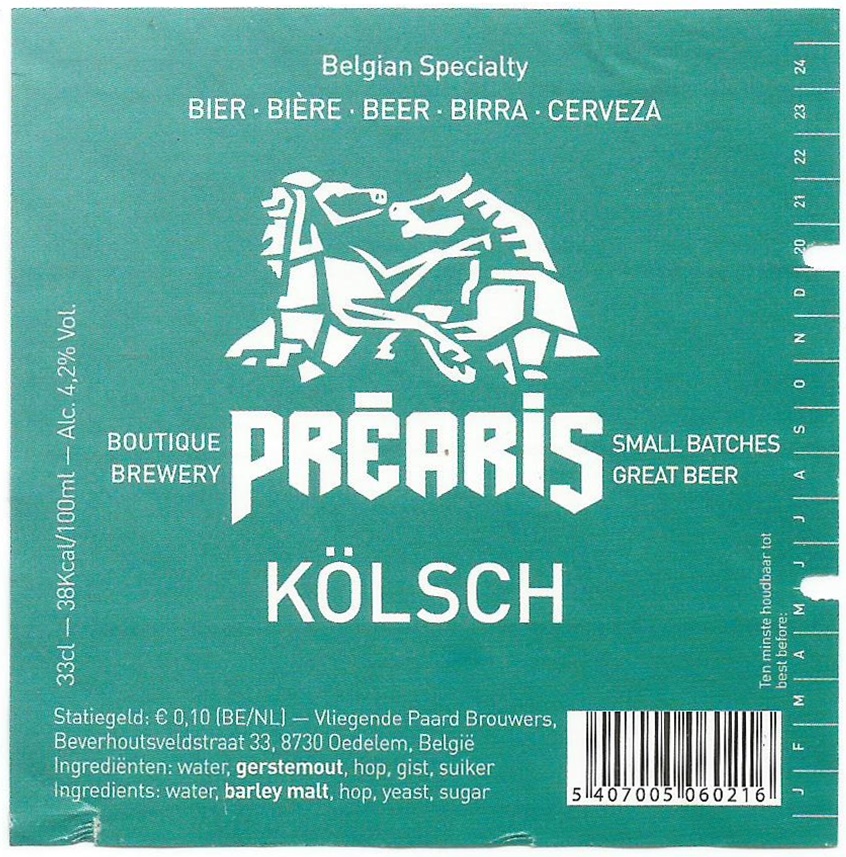 Belgian Specialty
BIER · BIÈRE · BEER · BIRRA · CERVEZA
33cl — 38Kcal/100ml — Alc. 4,2% Vol.
BOUTIQUE
BREWERY
PRĒARIS
SMALL BATCHES
GREAT BEER
KÖLSCH
Ten minste houdbaar tot
best before:
J F M A M J J A S O N D 20 21 22 23 24
Statiegeld: € 0,10 (BE/NL) — Vliegende Paard Brouwers,
Beverhoutsveldstraat 33, 8730 Oedelem, België
Ingrediënten: water, gerstemout, hop, gist, suiker
Ingredients: water, barley malt, hop, yeast, sugar
5 407005 060216